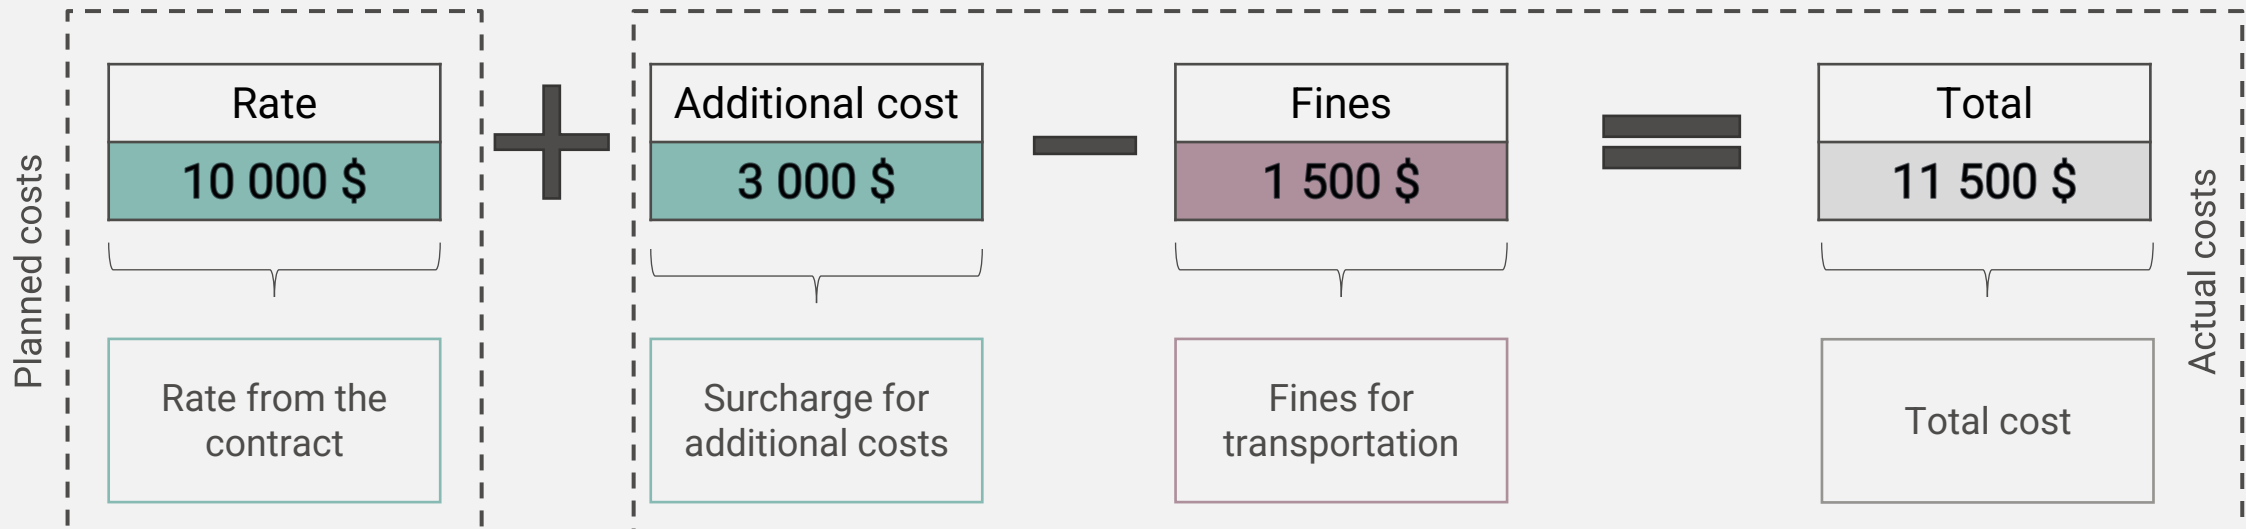 Planned costs
Rate
10 000 $
Rate from the
contract
Additional cost
3 000 $
Surcharge for
additional costs
Fines
1 500 $
Fines for
transportation
Total
11 500 $
Total cost
Actual costs